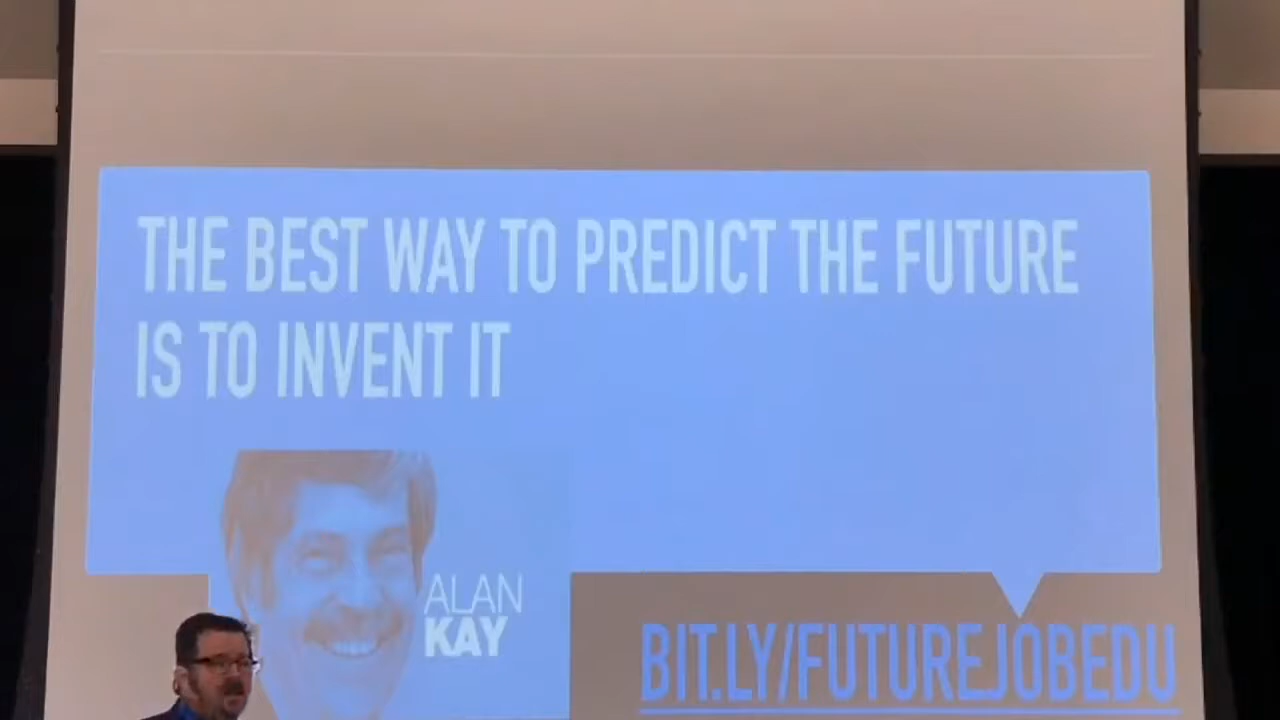 THE BEST WAY TO PREDICT THE FUTURE
IS TO INVENT IT
ALAN
KAY
BIT.LY/FUTUREJOBEDU